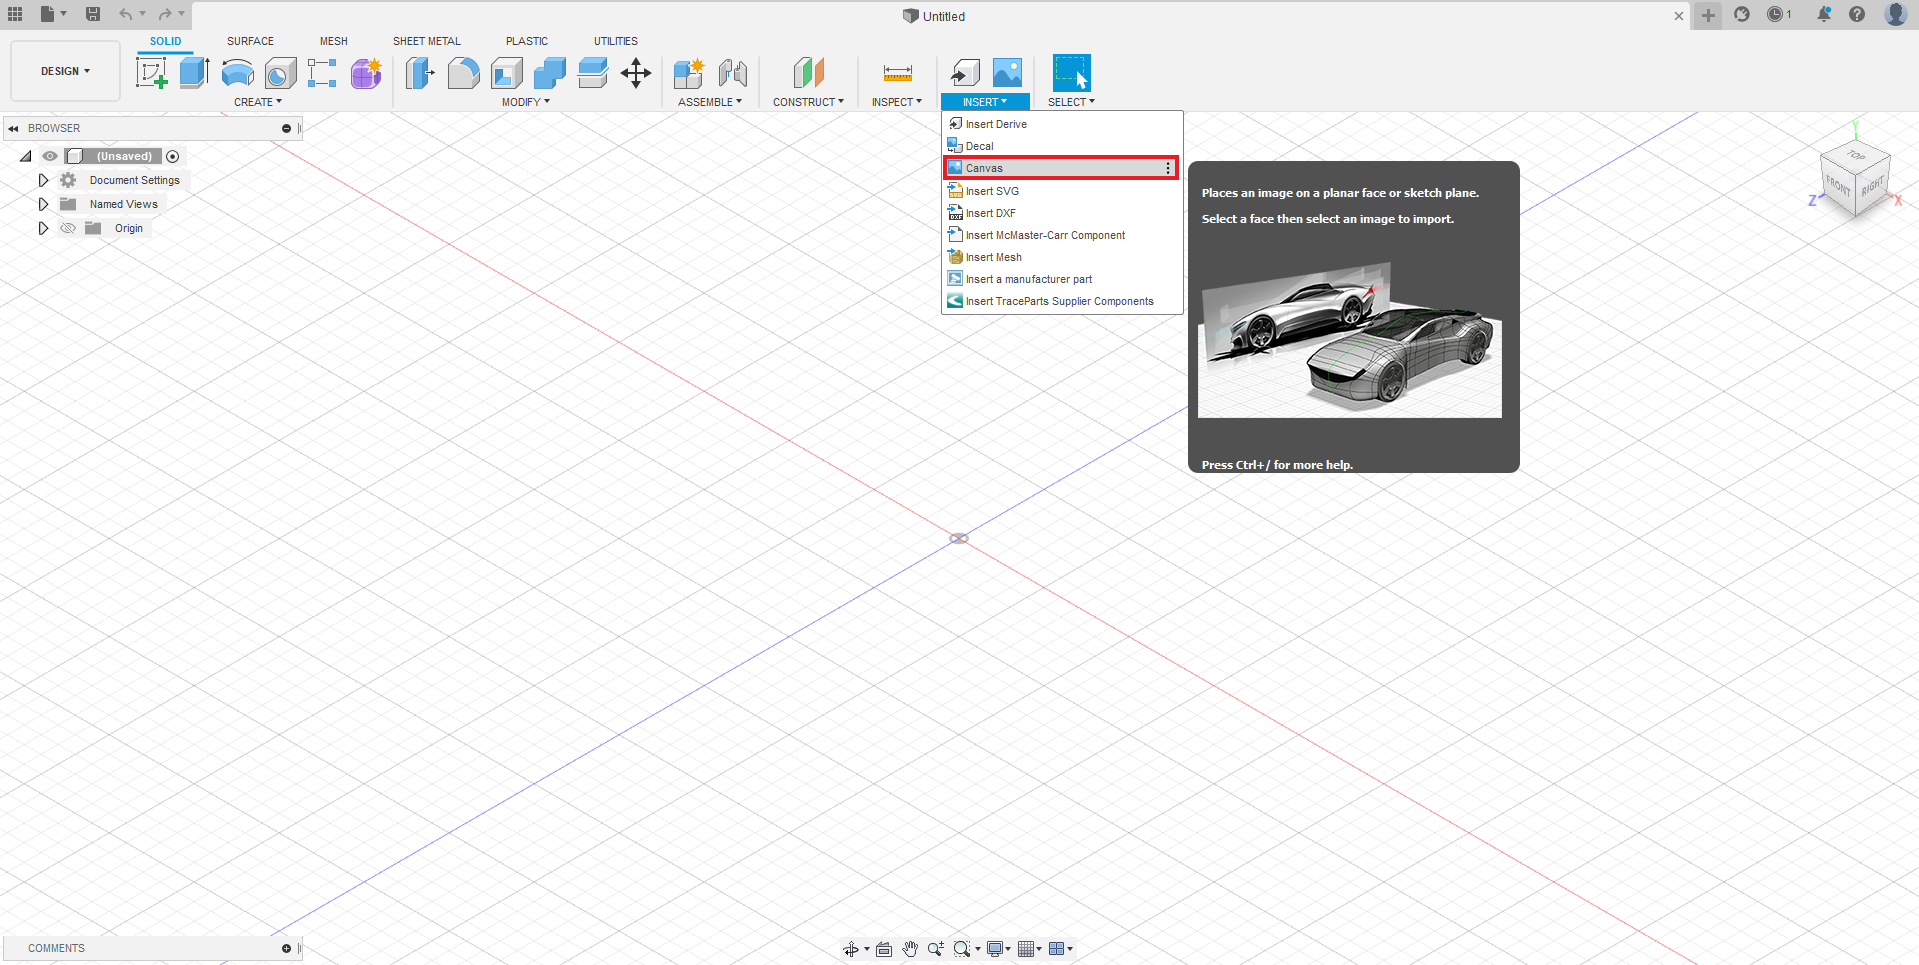 Untitled
1
DESIGN
SOLID
SURFACE
MESH
SHEET METAL
PLASTIC
UTILITIES
CREATE
MODIFY
ASSEMBLE
CONSTRUCT
INSPECT
INSERT
SELECT
BROWSER
(Unsaved)
Document Settings
Named Views
Origin
Insert Derive
Decal
Canvas
Insert SVG
Insert DXF
Insert McMaster-Carr Component
Insert Mesh
Insert a manufacturer part
Insert TraceParts Supplier Components
Places an image on a planar face or sketch plane.
Select a face then select an image to import.
Press Ctrl+/ for more help.
Y
TOP
FRONT
RIGHT
Z
X
COMMENTS